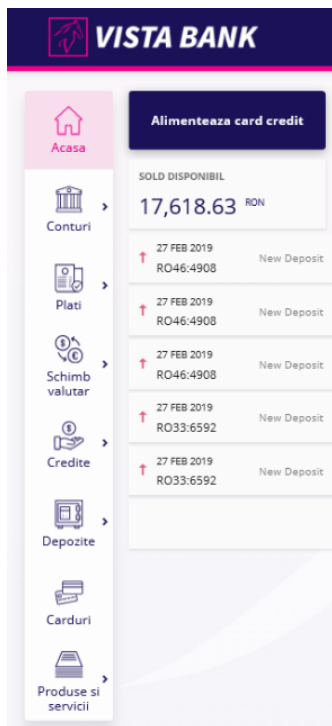 VISTA BANK
Acasa
Conturi
Plati
Schimb
valutar
Credite
Depozite
Carduri
Produse si
servicii
Alimenteaza card credit
SOLD DISPONIBIL
17,618.63 RON
27 FEB 2019
RO46:4908 New Deposit
27 FEB 2019
RO46:4908 New Deposit
27 FEB 2019
RO46:4908 New Deposit
27 FEB 2019
RO33:6592 New Deposit
27 FEB 2019
RO33:6592 New Deposit